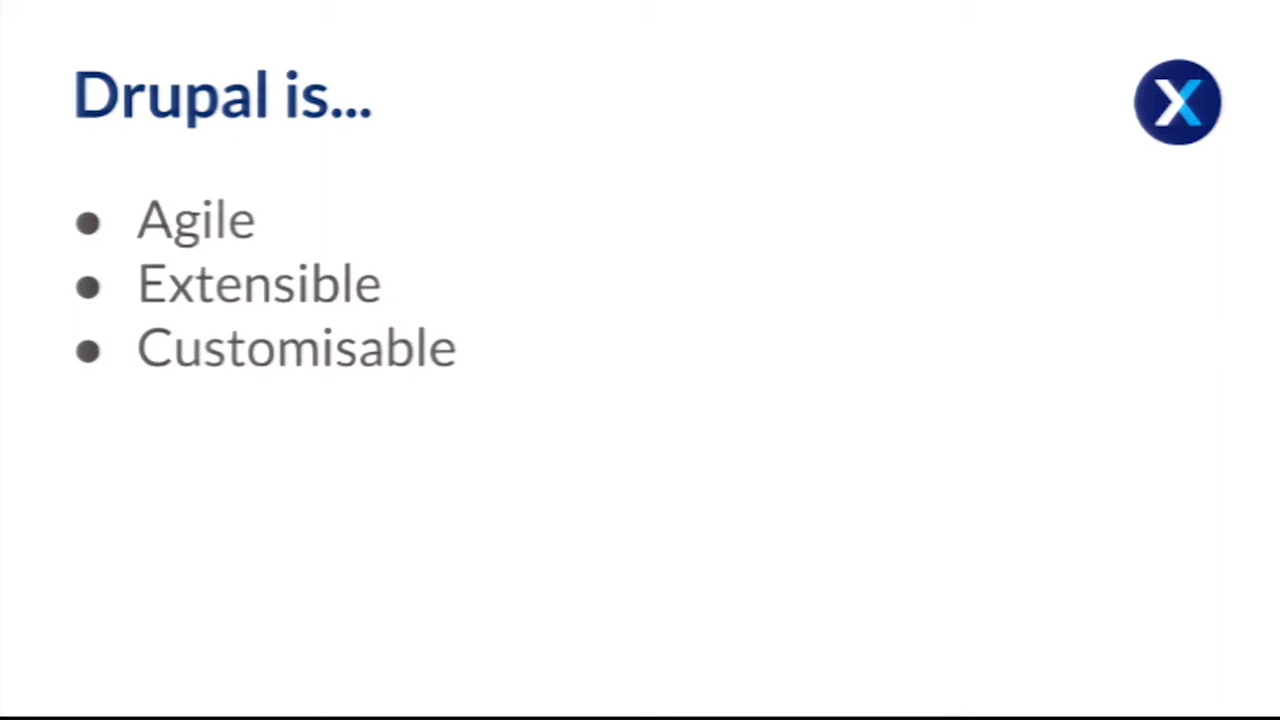 Drupal is...
● Agile
● Extensible
● Customisable